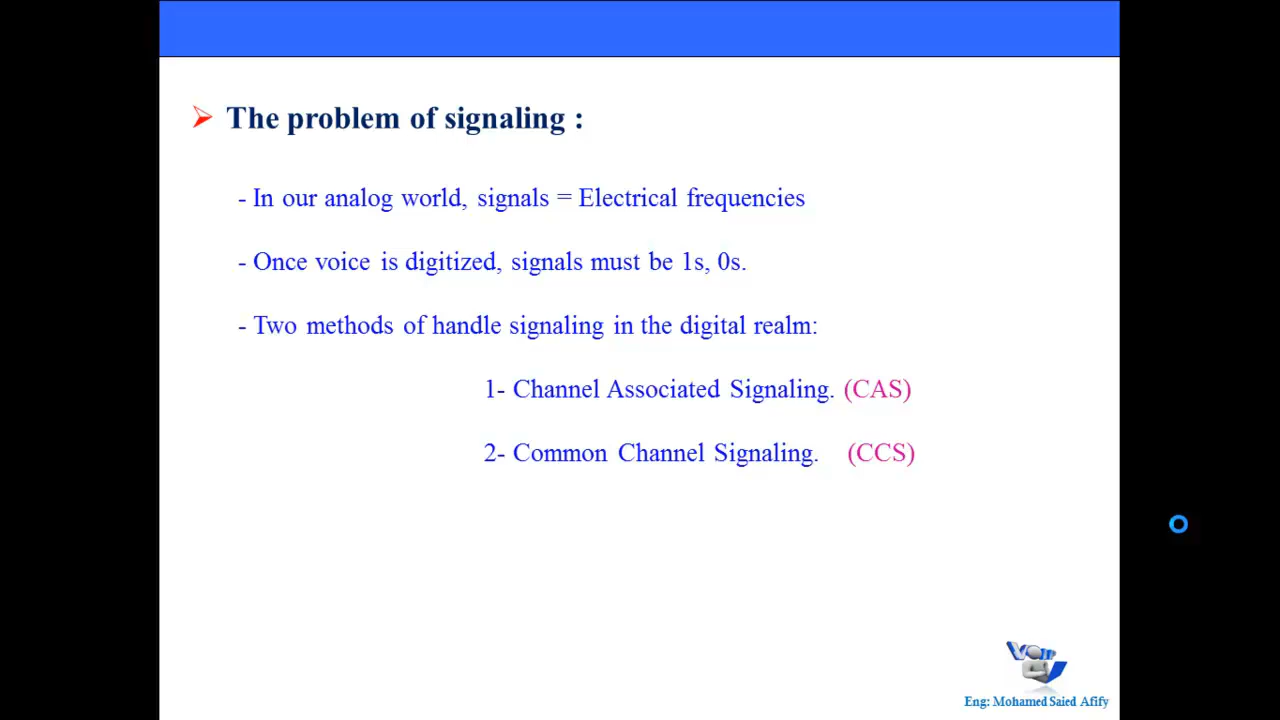 The problem of signaling :
- In our analog world, signals = Electrical frequencies
- Once voice is digitized, signals must be 1s, 0s.
- Two methods of handle signaling in the digital realm:
1- Channel Associated Signaling. (CAS)
2- Common Channel Signaling. (CCS)
Eng: Mohamed Saied Afify